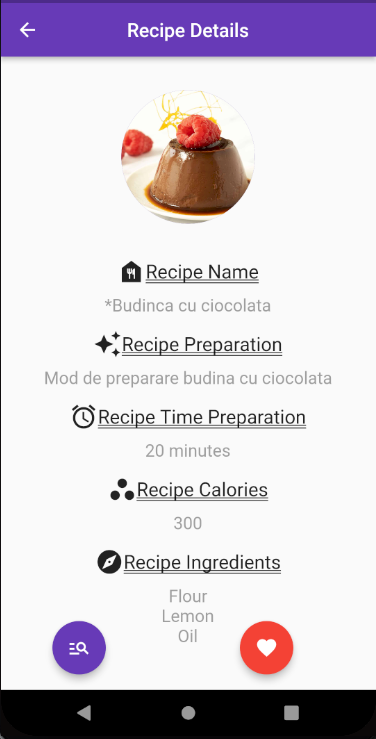 Recipe Details
Recipe Name
*Budinca cu ciocolata
Recipe Preparation
Mod de preparare budina cu ciocolata
Recipe Time Preparation
20 minutes
Recipe Calories
300
Recipe Ingredients
Flour
Lemon
Oil